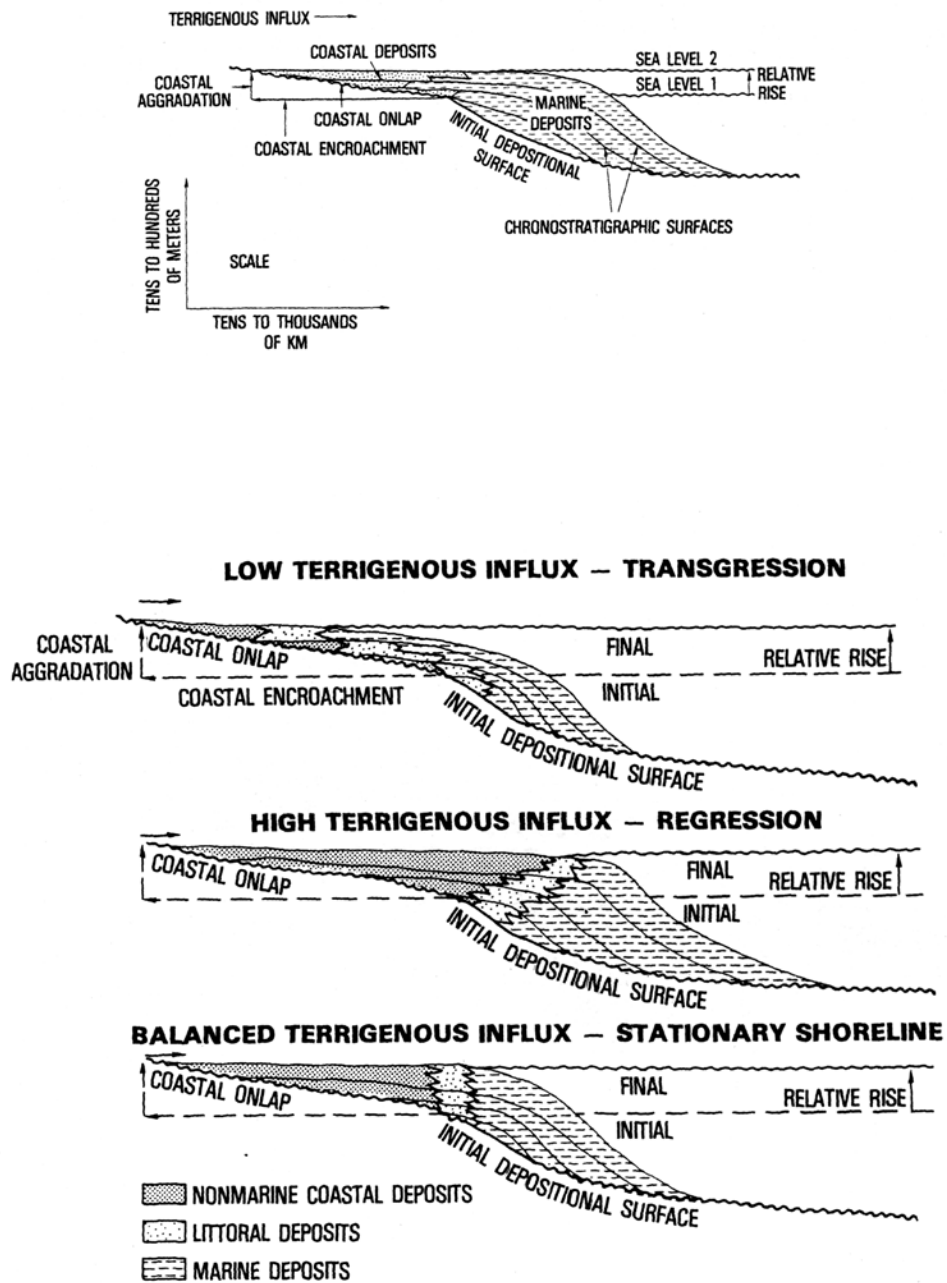 TERRIGENOUS INFLUX
COASTAL DEPOSITS
SEA LEVEL 2
SEA LEVEL 1
RELATIVE
RISE
COASTAL
AGGRADATION
COASTAL ONLAP
COASTAL ENCROACHMENT
MARINE
DEPOSITS
INITIAL DEPOSITIONAL
SURFACE
CHRONOSTRATIGRAPHIC SURFACES
TENS TO HUNDREDS
OF METERS
SCALE
TENS TO THOUSANDS
OF KM
LOW TERRIGENOUS INFLUX — TRANSGRESSION
COASTAL
AGGRADATION
COASTAL ONLAP
COASTAL ENCROACHMENT
FINAL
INITIAL
RELATIVE RISE
INITIAL DEPOSITIONAL SURFACE
HIGH TERRIGENOUS INFLUX — REGRESSION
COASTAL ONLAP
FINAL
INITIAL
RELATIVE RISE
INITIAL DEPOSITIONAL SURFACE
BALANCED TERRIGENOUS INFLUX — STATIONARY SHORELINE
COASTAL ONLAP
FINAL
INITIAL
RELATIVE RISE
INITIAL DEPOSITIONAL SURFACE
NONMARINE COASTAL DEPOSITS
LITTORAL DEPOSITS
MARINE DEPOSITS